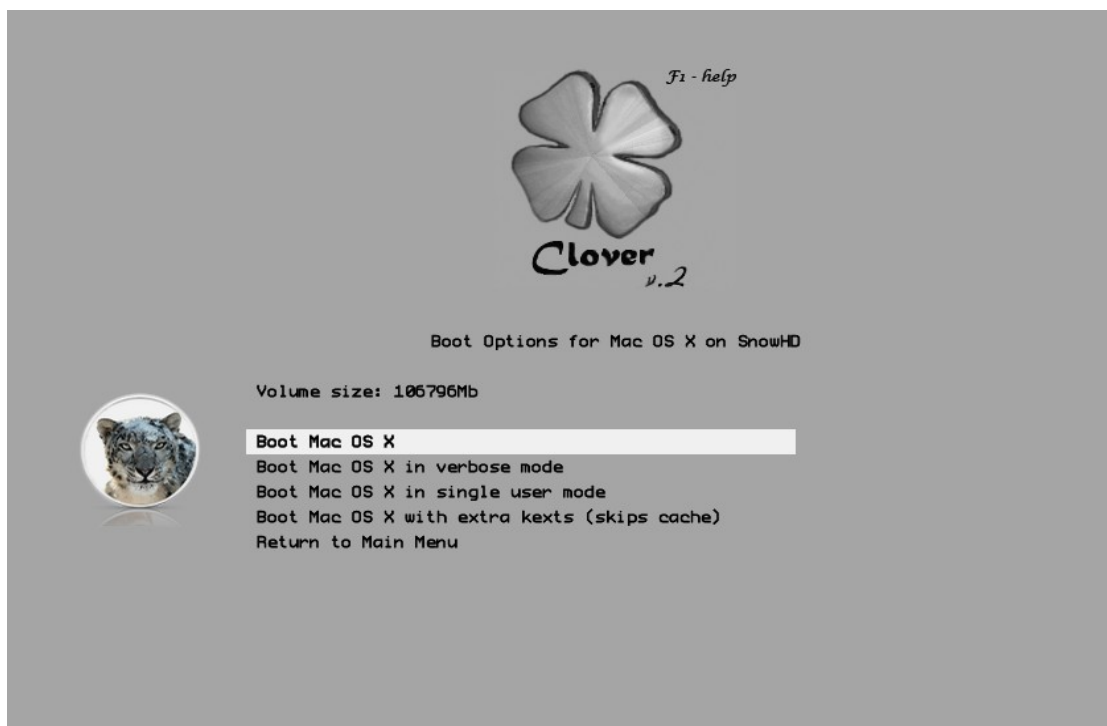 F1 - help
Clover
v.2
Boot Options for Mac OS X on SnowHD
Volume size: 106796Mb
Boot Mac OS X
Boot Mac OS X in verbose mode
Boot Mac OS X in single user mode
Boot Mac OS X with extra kexts (skips cache)
Return to Main Menu